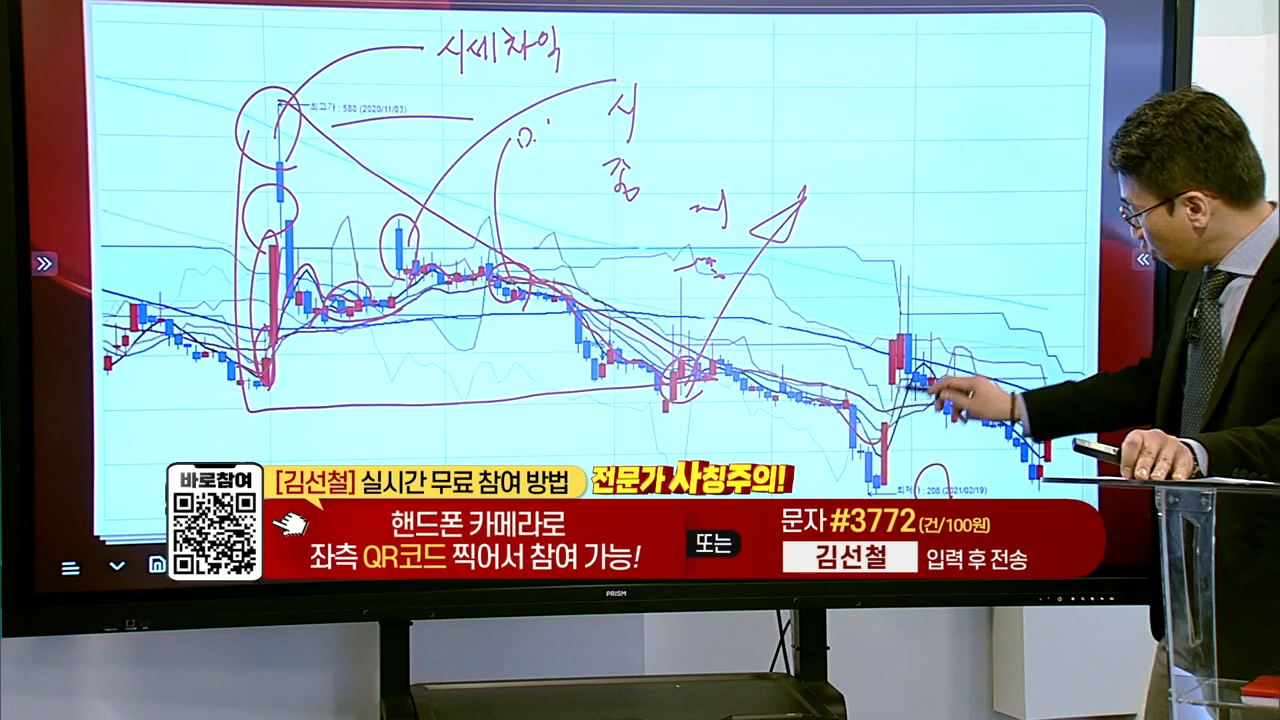 시세차익
최고가 : 580 (2020/11/03)
D.
저
중
저
최저가 : 208 (2021/02/19)
바로참여
[김선철] 실시간 무료 참여 방법
전문가 사칭주의!
핸드폰 카메라로
좌측 QR코드 찍어서 참여 가능!
또는
문자 #3772 (건/100원)
김선철 입력 후 전송
PRISM